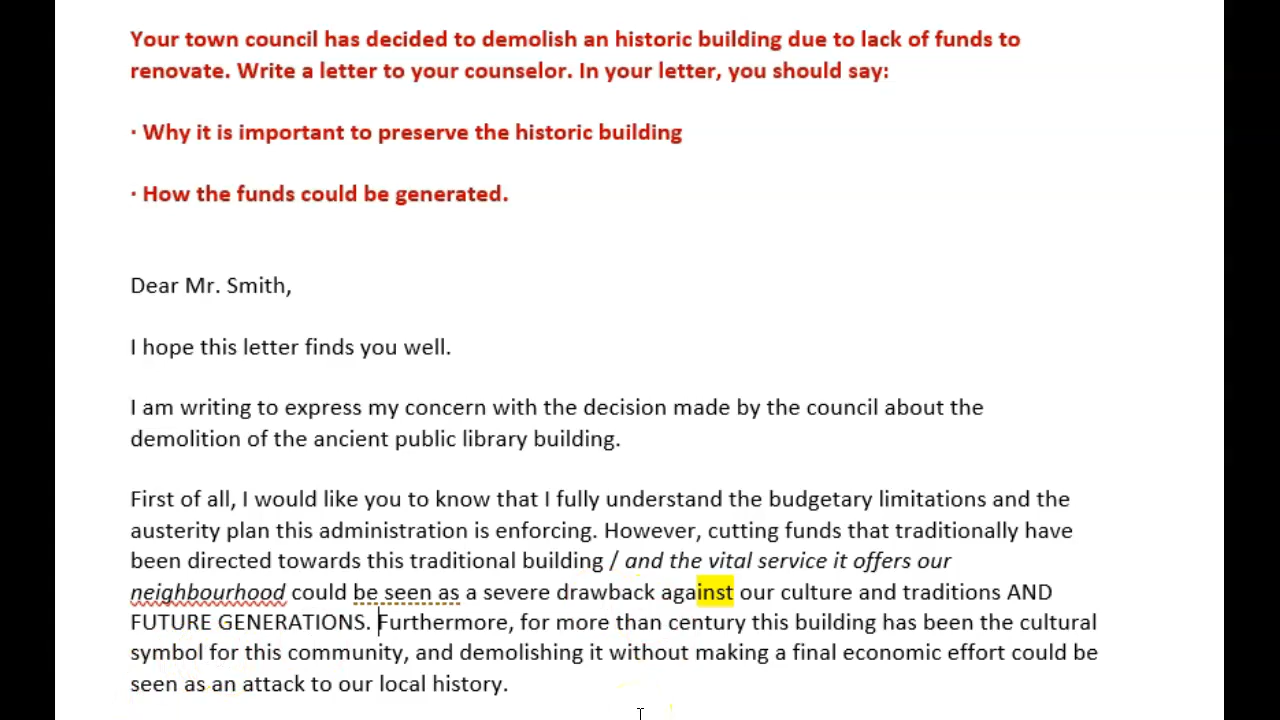 Your town council has decided to demolish an historic building due to lack of funds to
renovate. Write a letter to your counselor. In your letter, you should say:
· Why it is important to preserve the historic building
· How the funds could be generated.
Dear Mr. Smith,
I hope this letter finds you well.
I am writing to express my concern with the decision made by the council about the
demolition of the ancient public library building.
First of all, I would like you to know that I fully understand the budgetary limitations and the
austerity plan this administration is enforcing. However, cutting funds that traditionally have
been directed towards this traditional building / and the vital service it offers our
neighbourhood could be seen as a severe drawback against our culture and traditions AND
FUTURE GENERATIONS. Furthermore, for more than century this building has been the cultural
symbol for this community, and demolishing it without making a final economic effort could be
seen as an attack to our local history.